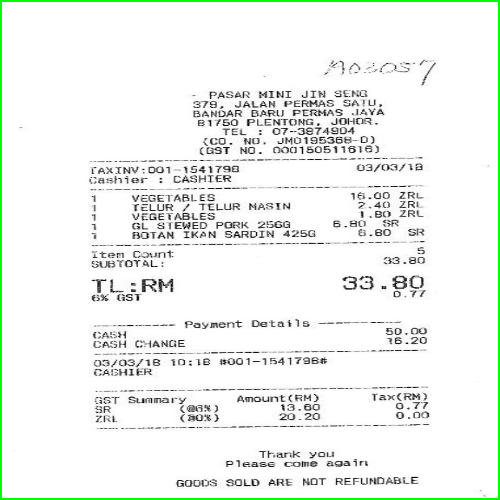 A03057
- PASAR MINI JIN SENG
379, JALAN PERMAS SATU,
BANDAR BARU PERMAS JAYA
81750 PLENTONG, JOHOR.
TEL : 07-3874904
(CO. NO. JM0195368-D)
(GST NO. 000150511616)
TAXINV:001-1541798 03/03/18
Cashier : CASHIER
1 VEGETABLES 16.00 ZRL
1 TELUR / TELUR MASIN 2.40 ZRL
1 VEGETABLES 1.80 ZRL
1 GL STEWED PORK 256G 6.80 SR
1 BOTAN IKAN SARDIN 425G 6.80 SR
Item Count 5
SUBTOTAL: 33.80
TL:RM 33.80
6% GST 0.77
Payment Details
CASH 50.00
CASH CHANGE 16.20
03/03/18 10:18 #001-1541798#
CASHIER
GST Summary Amount(RM) Tax(RM)
SR (@6%) 13.60 0.77
ZRL (@0%) 20.20 0.00
Thank you
Please come again
GOODS SOLD ARE NOT REFUNDABLE